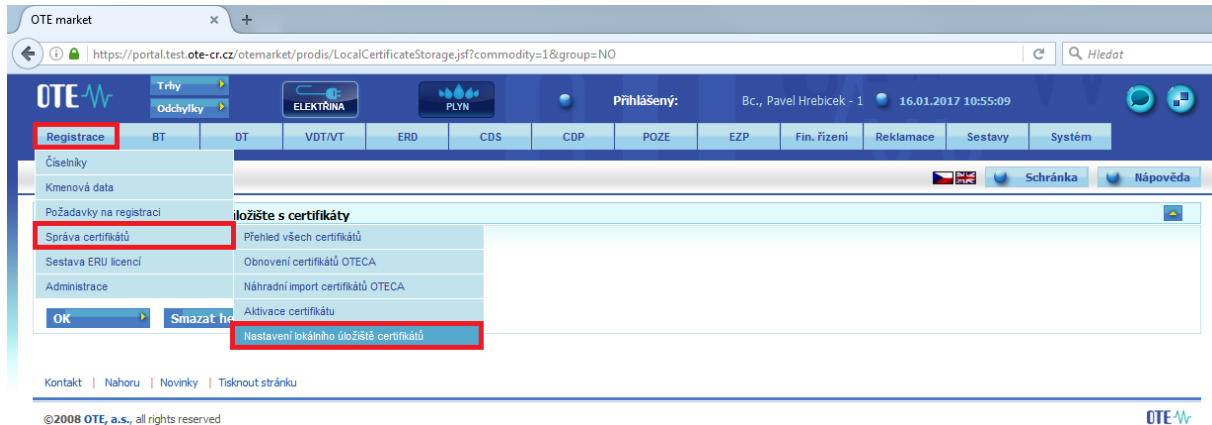 OTE market × +
https://portal.test.ote-cr.cz/otemarket/prodis/LocalCertificateStorage.jsf?commodity=1&group=NO Hledat
OTE Trhy ELEKTŘINA PLYN Přihlášený: Bc., Pavel Hrebicek - 1 16.01.2017 10:55:09
Odchylky
Registrace BT DT VDT/VT ERD CDS CDP POZE EZP Fin. řízení Reklamace Sestavy Systém
Číselníky
Kmenová data Schránka Nápověda
Požadavky na registraci úložište s certifikáty
Správa certifikátů Přehled všech certifikátů
Sestava ERU licencí Obnovení certifikátů OTECA
Administrace Náhradní import certifikátů OTECA
OK Smazat he Aktivace certifikátu
Nastavení lokálního úložiště certifikátů
Kontakt | Nahoru | Novinky | Tisknout stránku
©2008 OTE, a.s., all rights reserved OTE